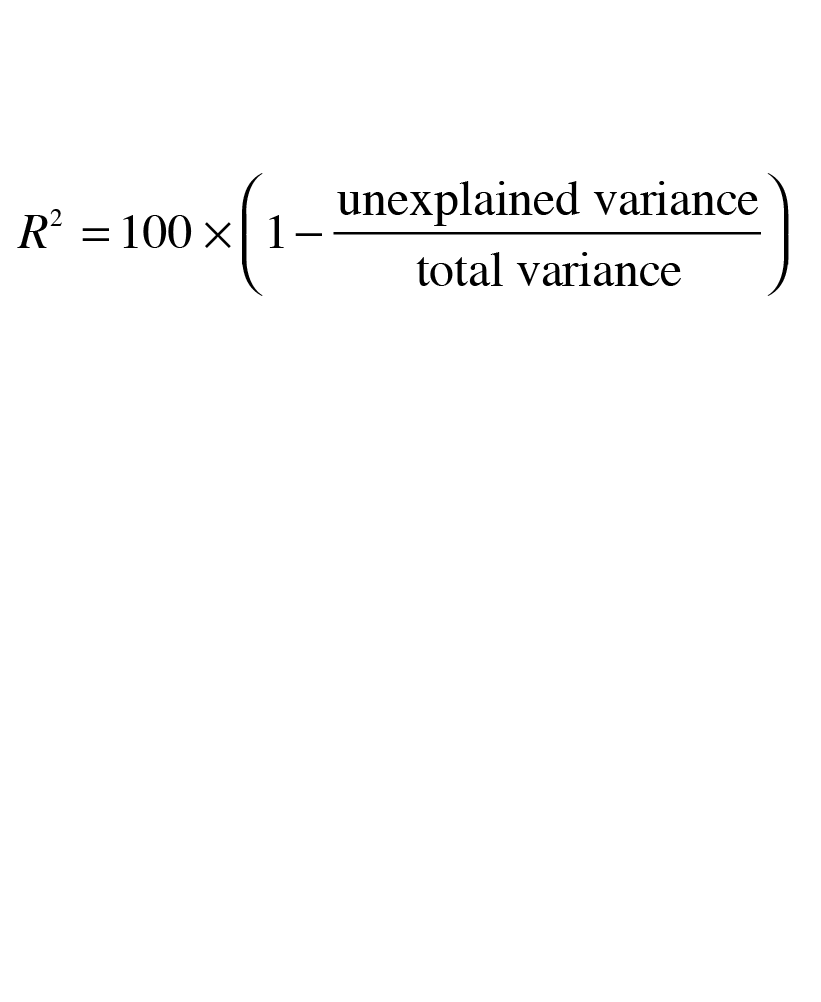 R² = 100 × (1 − unexplained variance / total variance)